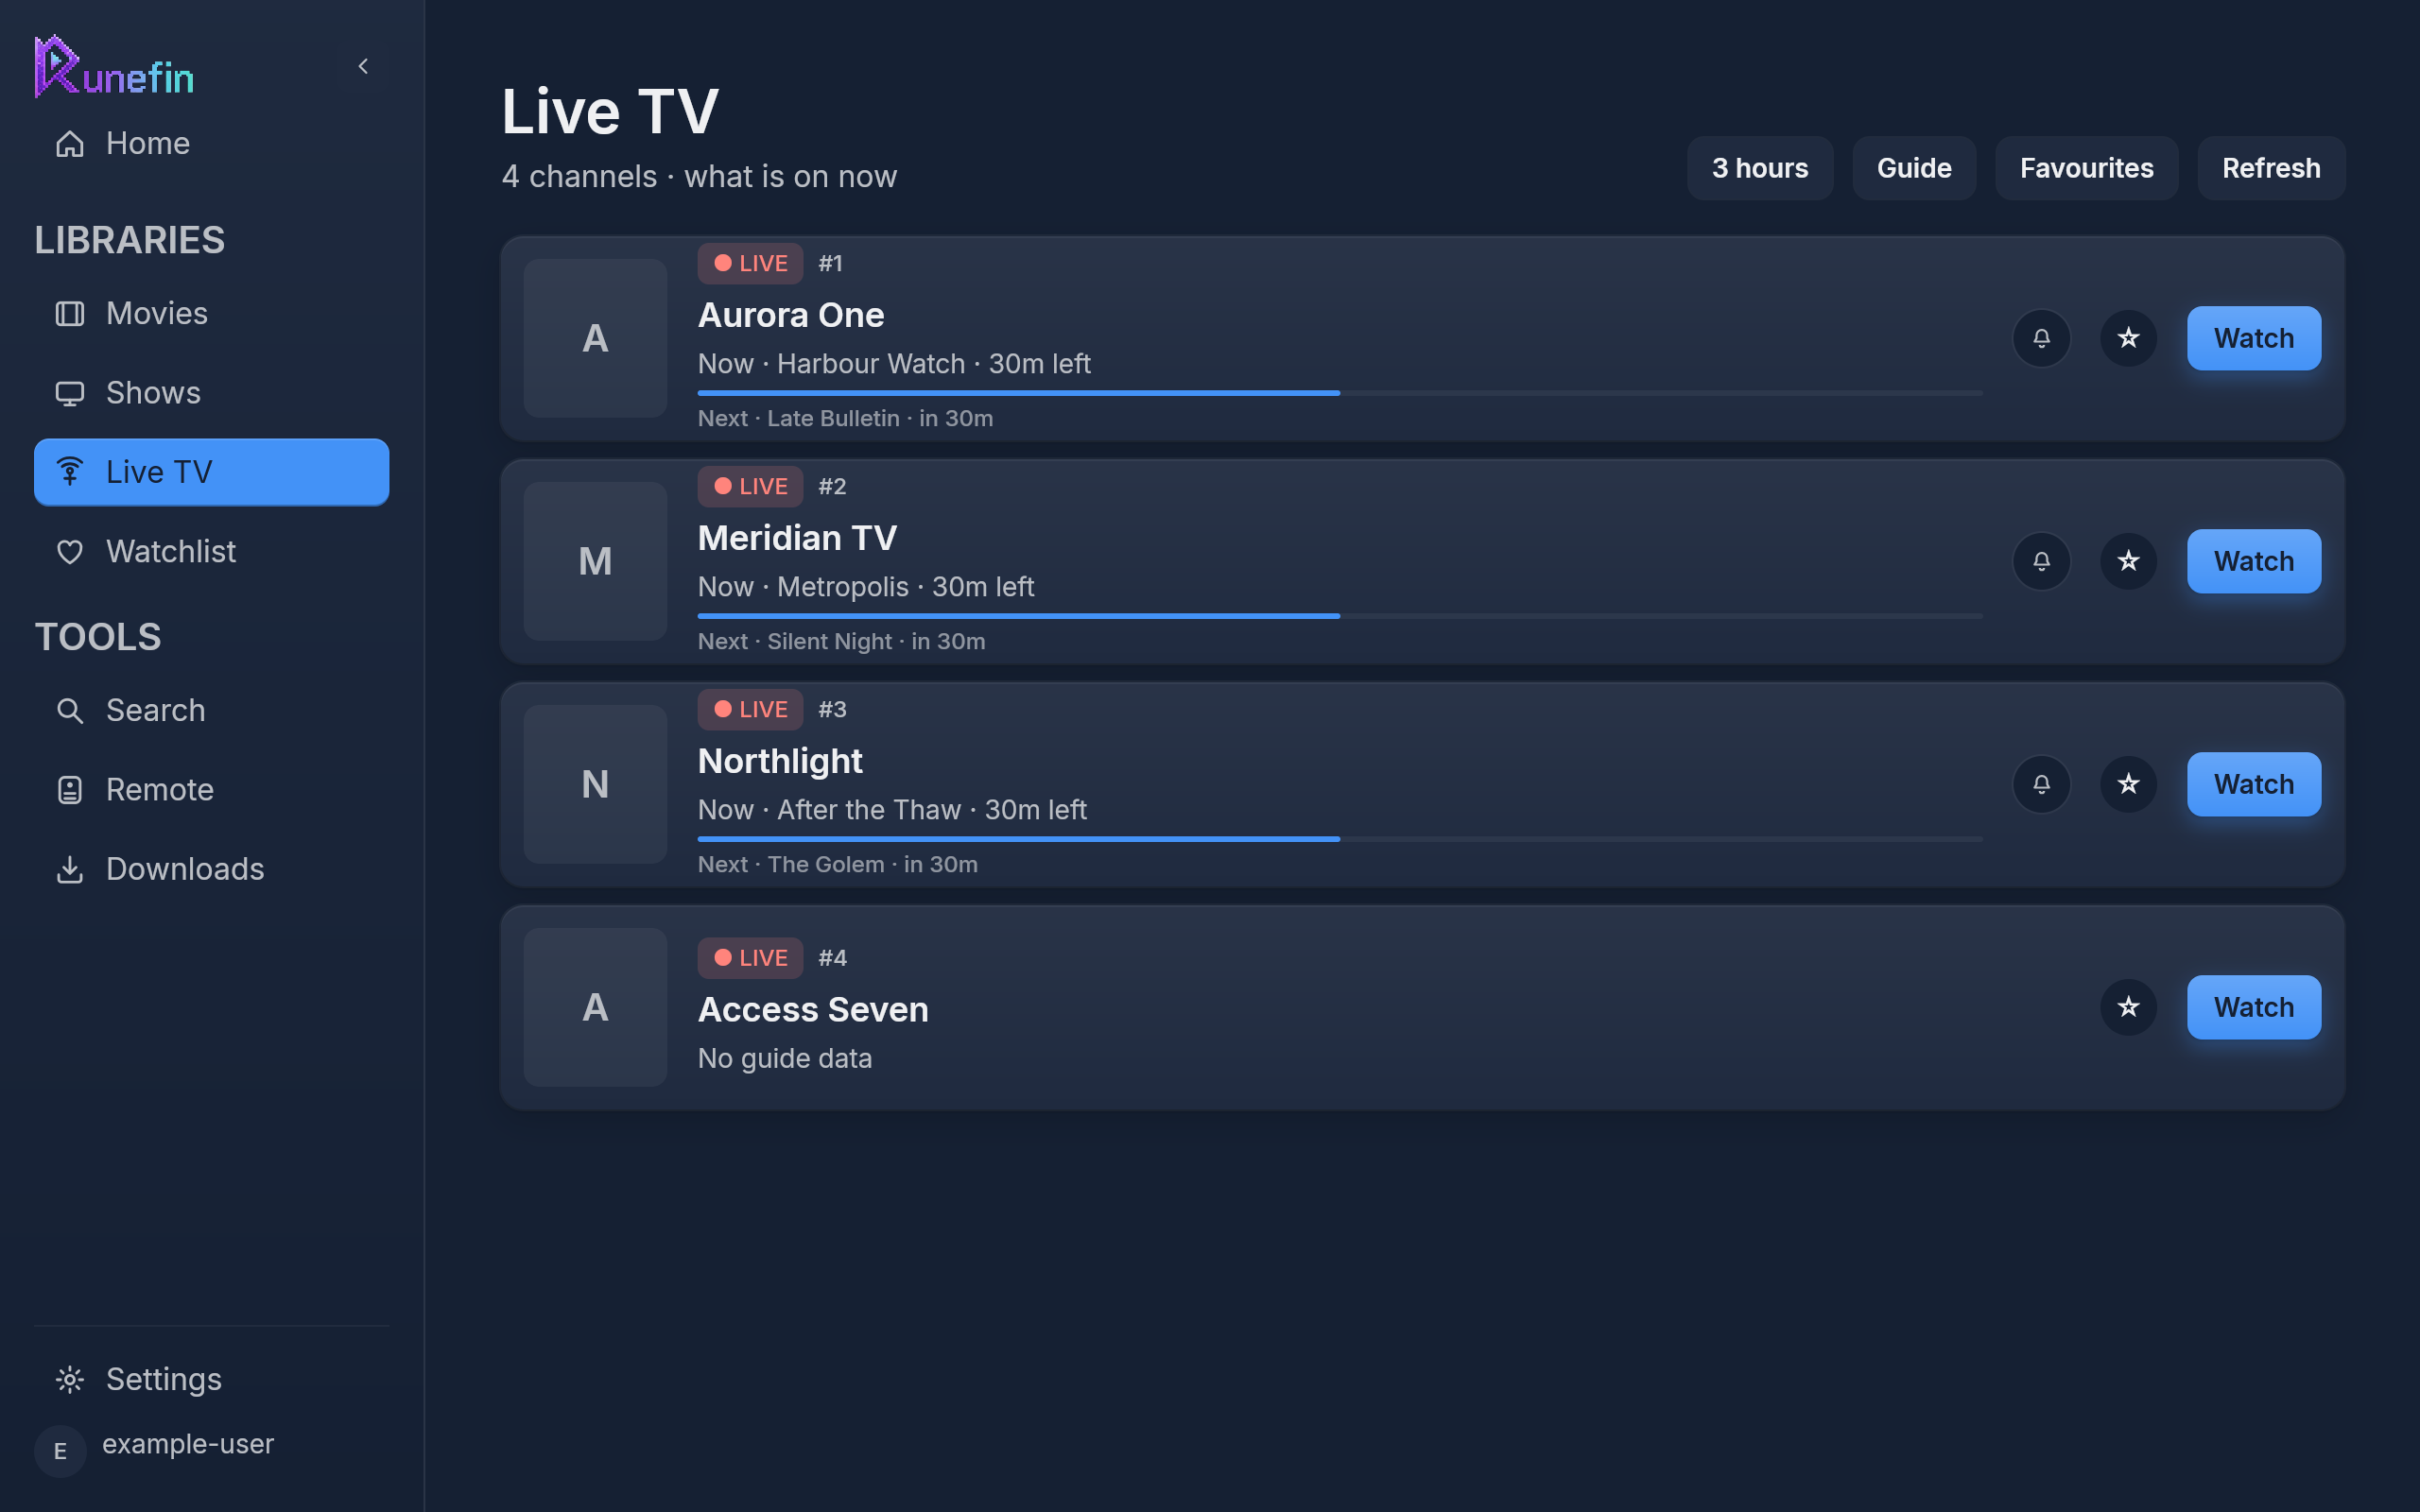 Runefin
Home
LIBRARIES
Movies
Shows
Live TV
Watchlist
TOOLS
Search
Remote
Downloads
Settings
E
example-user
Live TV
4 channels · what is on now
3 hours
Guide
Favourites
Refresh
A
LIVE #1
Aurora One
Now · Harbour Watch · 30m left
Next · Late Bulletin · in 30m
Watch
M
LIVE #2
Meridian TV
Now · Metropolis · 30m left
Next · Silent Night · in 30m
Watch
N
LIVE #3
Northlight
Now · After the Thaw · 30m left
Next · The Golem · in 30m
Watch
A
LIVE #4
Access Seven
No guide data
Watch